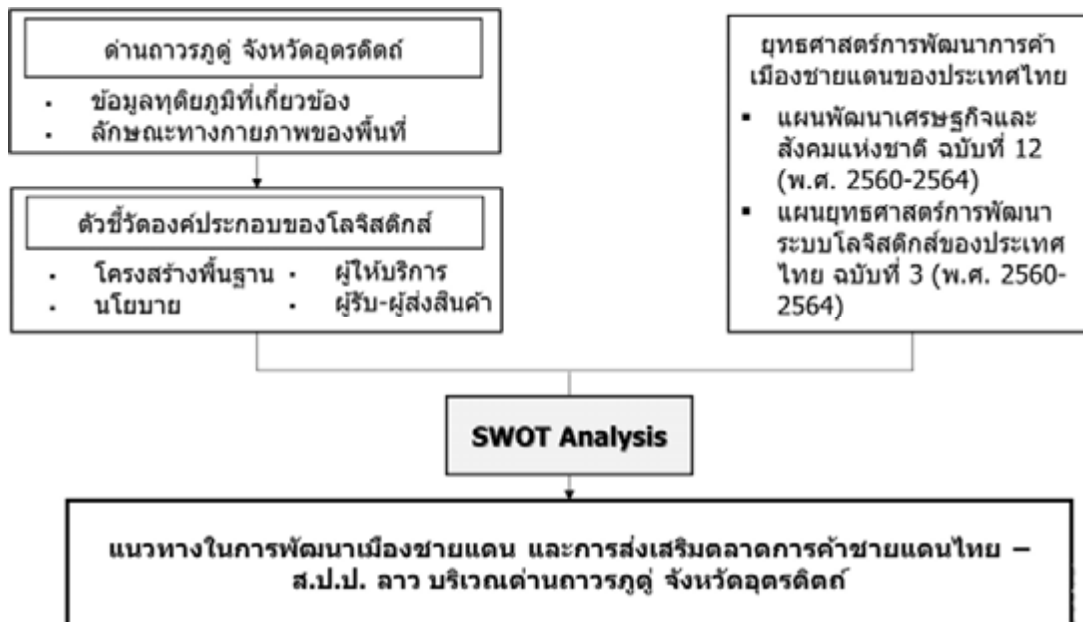 ด่านถาวรภูดู่ จังหวัดอุตรดิตถ์
▪ ข้อมูลทุติยภูมิที่เกี่ยวข้อง
▪ ลักษณะทางกายภาพของพื้นที่
ตัวชี้วัดองค์ประกอบของโลจิสติกส์
▪ โครงสร้างพื้นฐาน ▪ ผู้ให้บริการ
▪ นโยบาย ▪ ผู้รับ-ผู้ส่งสินค้า
ยุทธศาสตร์การพัฒนาการค้า
เมืองชายแดนของประเทศไทย
▪ แผนพัฒนาเศรษฐกิจและ
สังคมแห่งชาติ ฉบับที่ 12
(พ.ศ. 2560-2564)
▪ แผนยุทธศาสตร์การพัฒนา
ระบบโลจิสติกส์ของประเทศ
ไทย ฉบับที่ 3 (พ.ศ. 2560-
2564)
SWOT Analysis
แนวทางในการพัฒนาเมืองชายแดน และการส่งเสริมตลาดการค้าชายแดนไทย –
ส.ป.ป. ลาว บริเวณด่านถาวรภูดู่ จังหวัดอุตรดิตถ์